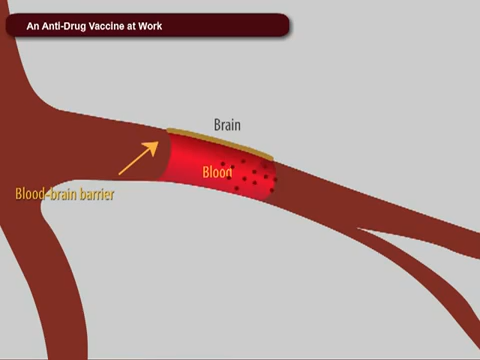 An Anti-Drug Vaccine at Work
Brain
Blood
Blood-brain barrier